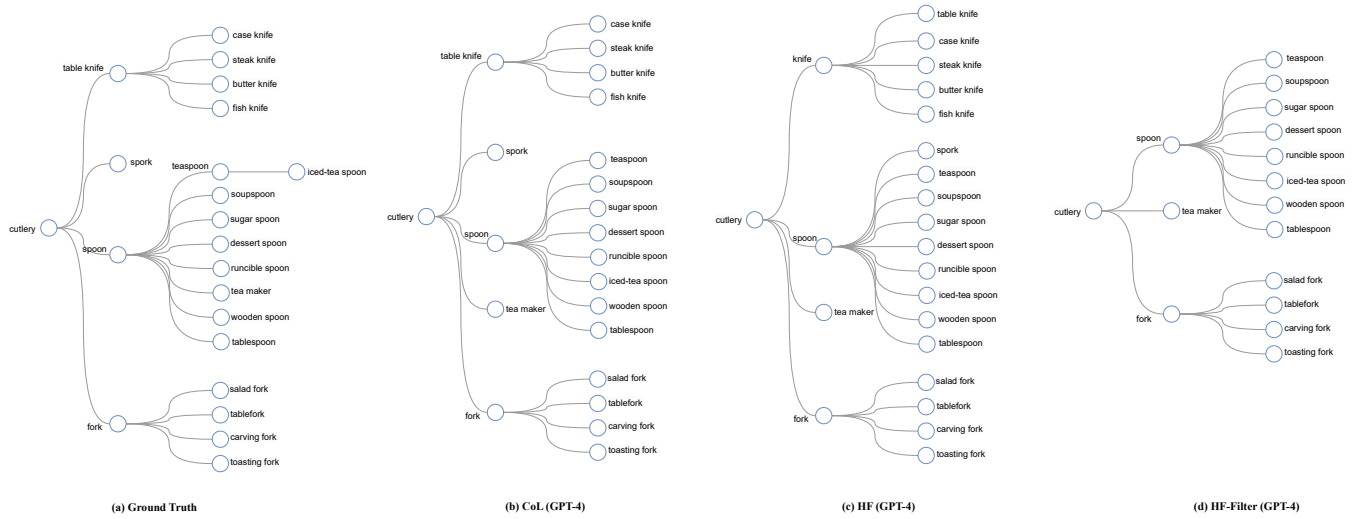 case knife
steak knife
table knife
butter knife
fish knife
spork
teaspoon
iced-tea spoon
soupspoon
sugar spoon
cutlery
dessert spoon
spoon
runcible spoon
tea maker
wooden spoon
tablespoon
salad fork
tablefork
fork
carving fork
toasting fork
(a) Ground Truth
case knife
steak knife
table knife
butter knife
fish knife
spork
teaspoon
soupspoon
sugar spoon
cutlery
dessert spoon
spoon
runcible spoon
iced-tea spoon
wooden spoon
tea maker
tablespoon
salad fork
tablefork
fork
carving fork
toasting fork
(b) CoL (GPT-4)
table knife
case knife
knife
steak knife
butter knife
fish knife
spork
teaspoon
soupspoon
sugar spoon
cutlery
spoon
dessert spoon
runcible spoon
iced-tea spoon
tea maker
wooden spoon
tablespoon
salad fork
tablefork
fork
carving fork
toasting fork
(c) HF (GPT-4)
teaspoon
soupspoon
sugar spoon
spoon
dessert spoon
runcible spoon
iced-tea spoon
wooden spoon
cutlery
tea maker
tablespoon
salad fork
tablefork
fork
carving fork
toasting fork
(d) HF-Filter (GPT-4)